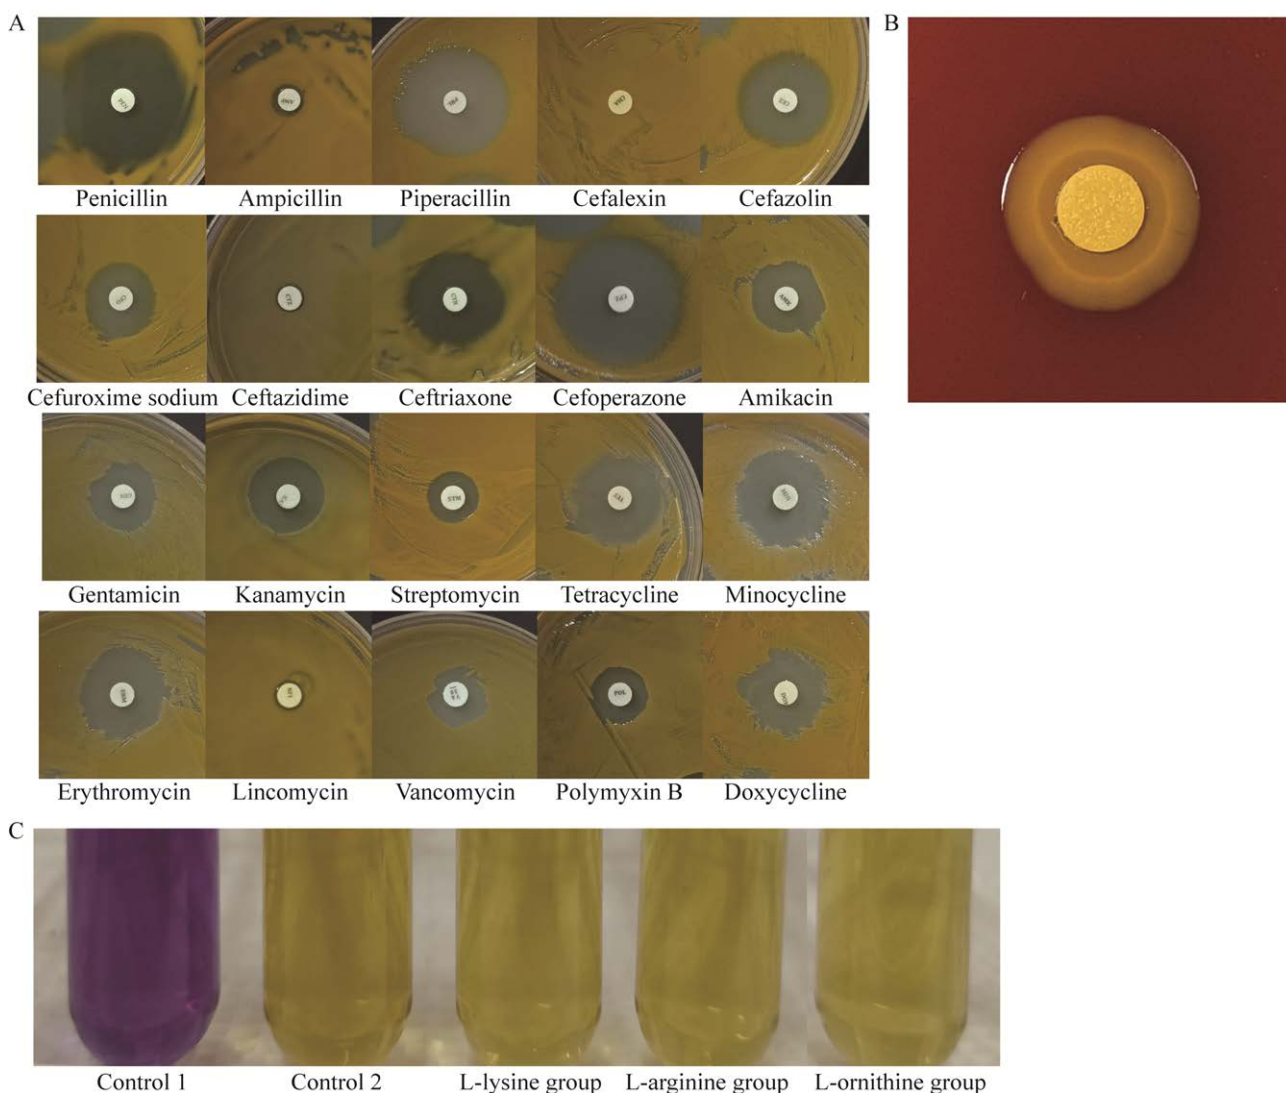 A
B
Penicillin Ampicillin Piperacillin Cefalexin Cefazolin
Cefuroxime sodium Ceftazidime Ceftriaxone Cefoperazone Amikacin
Gentamicin Kanamycin Streptomycin Tetracycline Minocycline
Erythromycin Lincomycin Vancomycin Polymyxin B Doxycycline
C
Control 1 Control 2 L-lysine group L-arginine group L-ornithine group